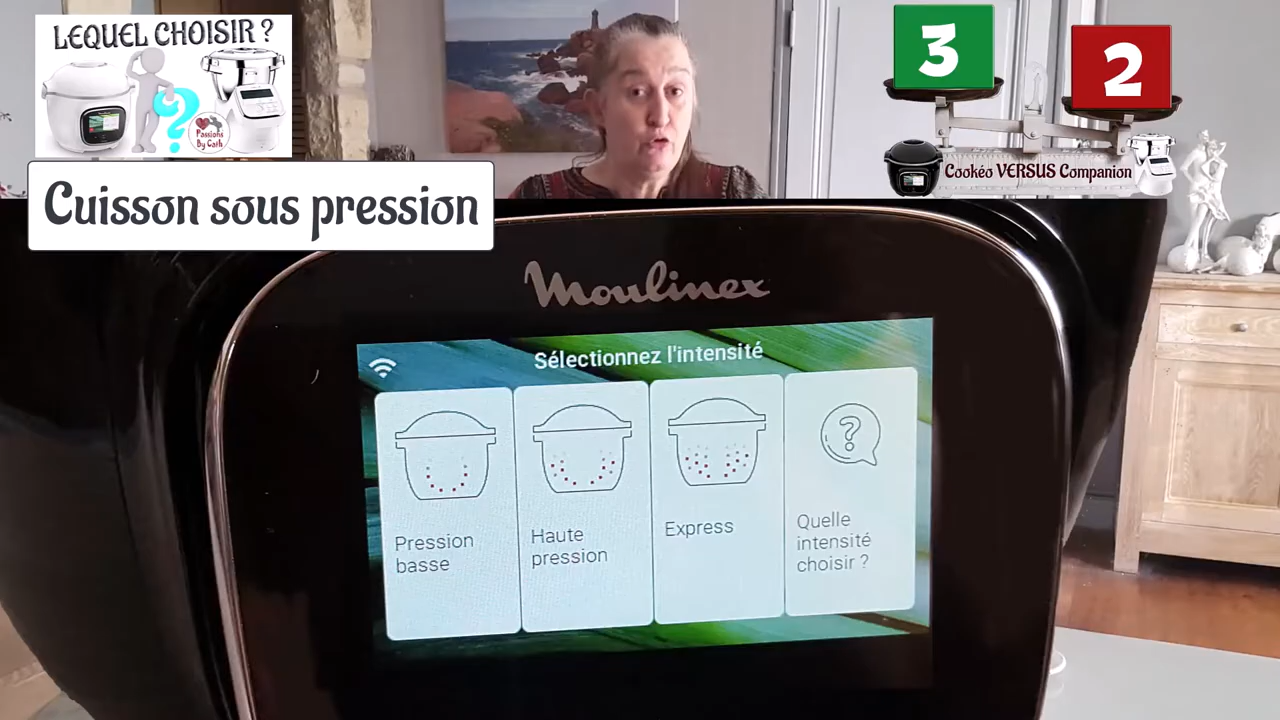 LEQUEL CHOISIR ?
?
Passions
By Cath
3
2
Cookéo VERSUS Companion
Cuisson sous pression
Moulinex
Sélectionnez l'intensité
Pression
basse
Haute
pression
Express
?
Quelle
intensité
choisir ?